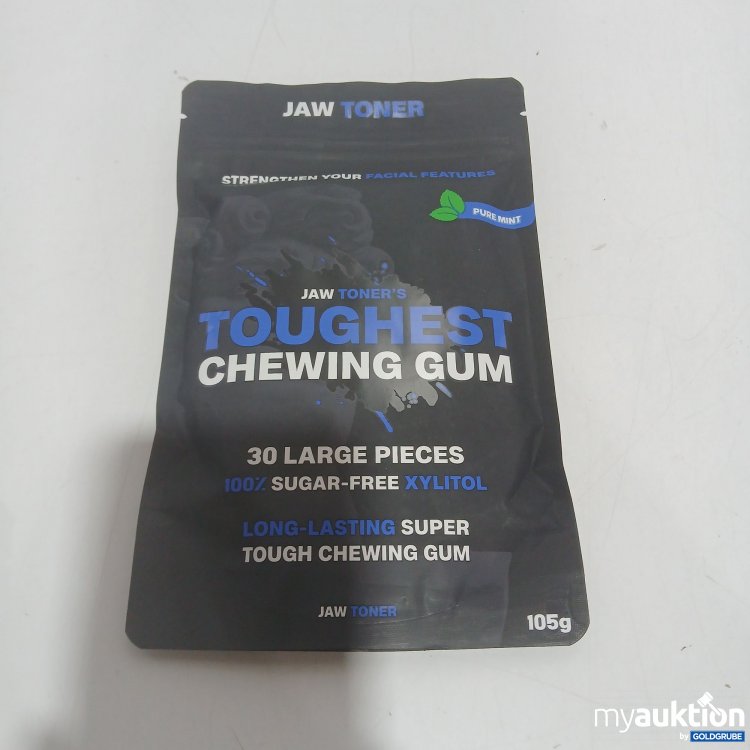 JAW TONER
STRENGTHEN YOUR FACIAL FEATURES
PURE MINT
JAW TONER'S
TOUGHEST
CHEWING GUM
30 LARGE PIECES
100% SUGAR-FREE XYLITOL
LONG-LASTING SUPER
TOUGH CHEWING GUM
JAW TONER
105g
myauktion
by GOLDGRUBE